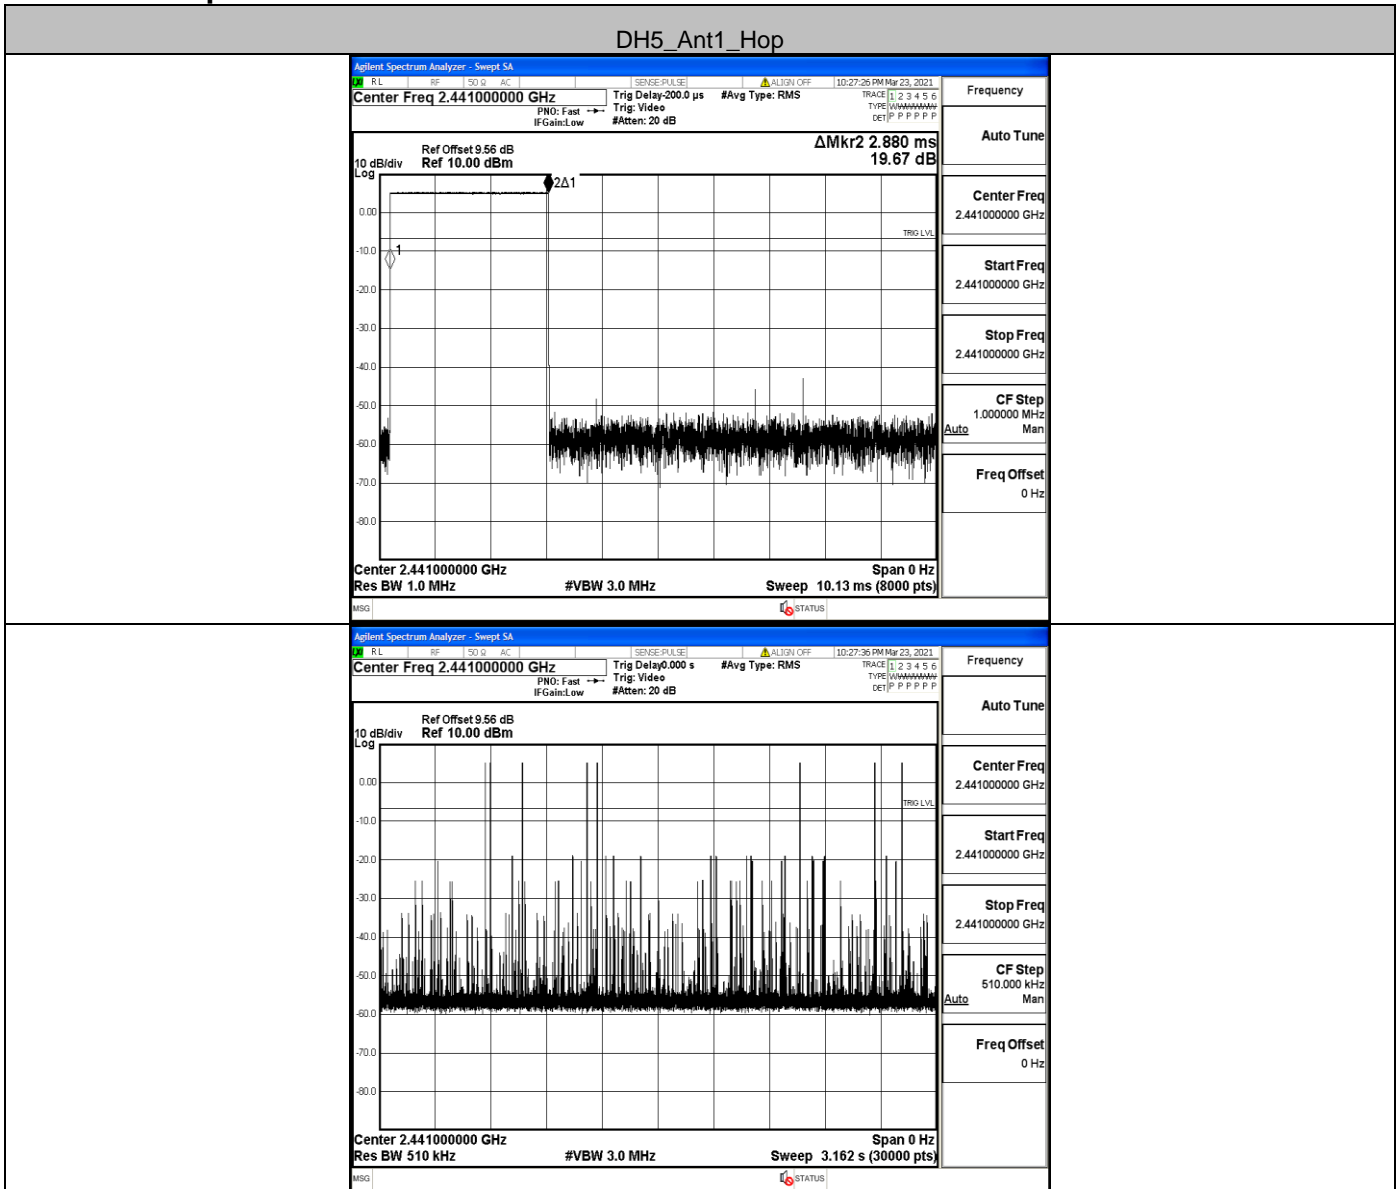 DH5_Ant1_Hop
Agilent Spectrum Analyzer - Swept SA
RL RF 50 Ω AC SENSE:PULSE ALIGN OFF 10:27:26 PM Mar 23, 2021
Center Freq 2.441000000 GHz
PNO: Fast
IFGain:Low
Trig Delay-200.0 µs
Trig: Video
#Atten: 20 dB
#Avg Type: RMS
TRACE 1 2 3 4 5 6
TYPE
DET P P P P P P
ΔMkr2 2.880 ms
19.67 dB
Ref Offset 9.56 dB
10 dB/div Ref 10.00 dBm
Log
2Δ1
0.00
TRIG LVL
-10.0
1
-20.0
-30.0
-40.0
-50.0
-60.0
-70.0
-80.0
Center 2.441000000 GHz Span 0 Hz
Res BW 1.0 MHz #VBW 3.0 MHz Sweep 10.13 ms (8000 pts)
MSG STATUS
Frequency
Auto Tune
Center Freq
2.441000000 GHz
Start Freq
2.441000000 GHz
Stop Freq
2.441000000 GHz
CF Step
1.000000 MHz
Auto Man
Freq Offset
0 Hz
Agilent Spectrum Analyzer - Swept SA
RL RF 50 Ω AC SENSE:PULSE ALIGN OFF 10:27:36 PM Mar 23, 2021
Center Freq 2.441000000 GHz
PNO: Fast
IFGain:Low
Trig Delay0.000 s
Trig: Video
#Atten: 20 dB
#Avg Type: RMS
TRACE 1 2 3 4 5 6
TYPE
DET P P P P P P
Ref Offset 9.56 dB
10 dB/div Ref 10.00 dBm
Log
0.00
TRIG LVL
-10.0
-20.0
-30.0
-40.0
-50.0
-60.0
-70.0
-80.0
Center 2.441000000 GHz Span 0 Hz
Res BW 510 kHz #VBW 3.0 MHz Sweep 3.162 s (30000 pts)
MSG STATUS
Frequency
Auto Tune
Center Freq
2.441000000 GHz
Start Freq
2.441000000 GHz
Stop Freq
2.441000000 GHz
CF Step
510.000 kHz
Auto Man
Freq Offset
0 Hz